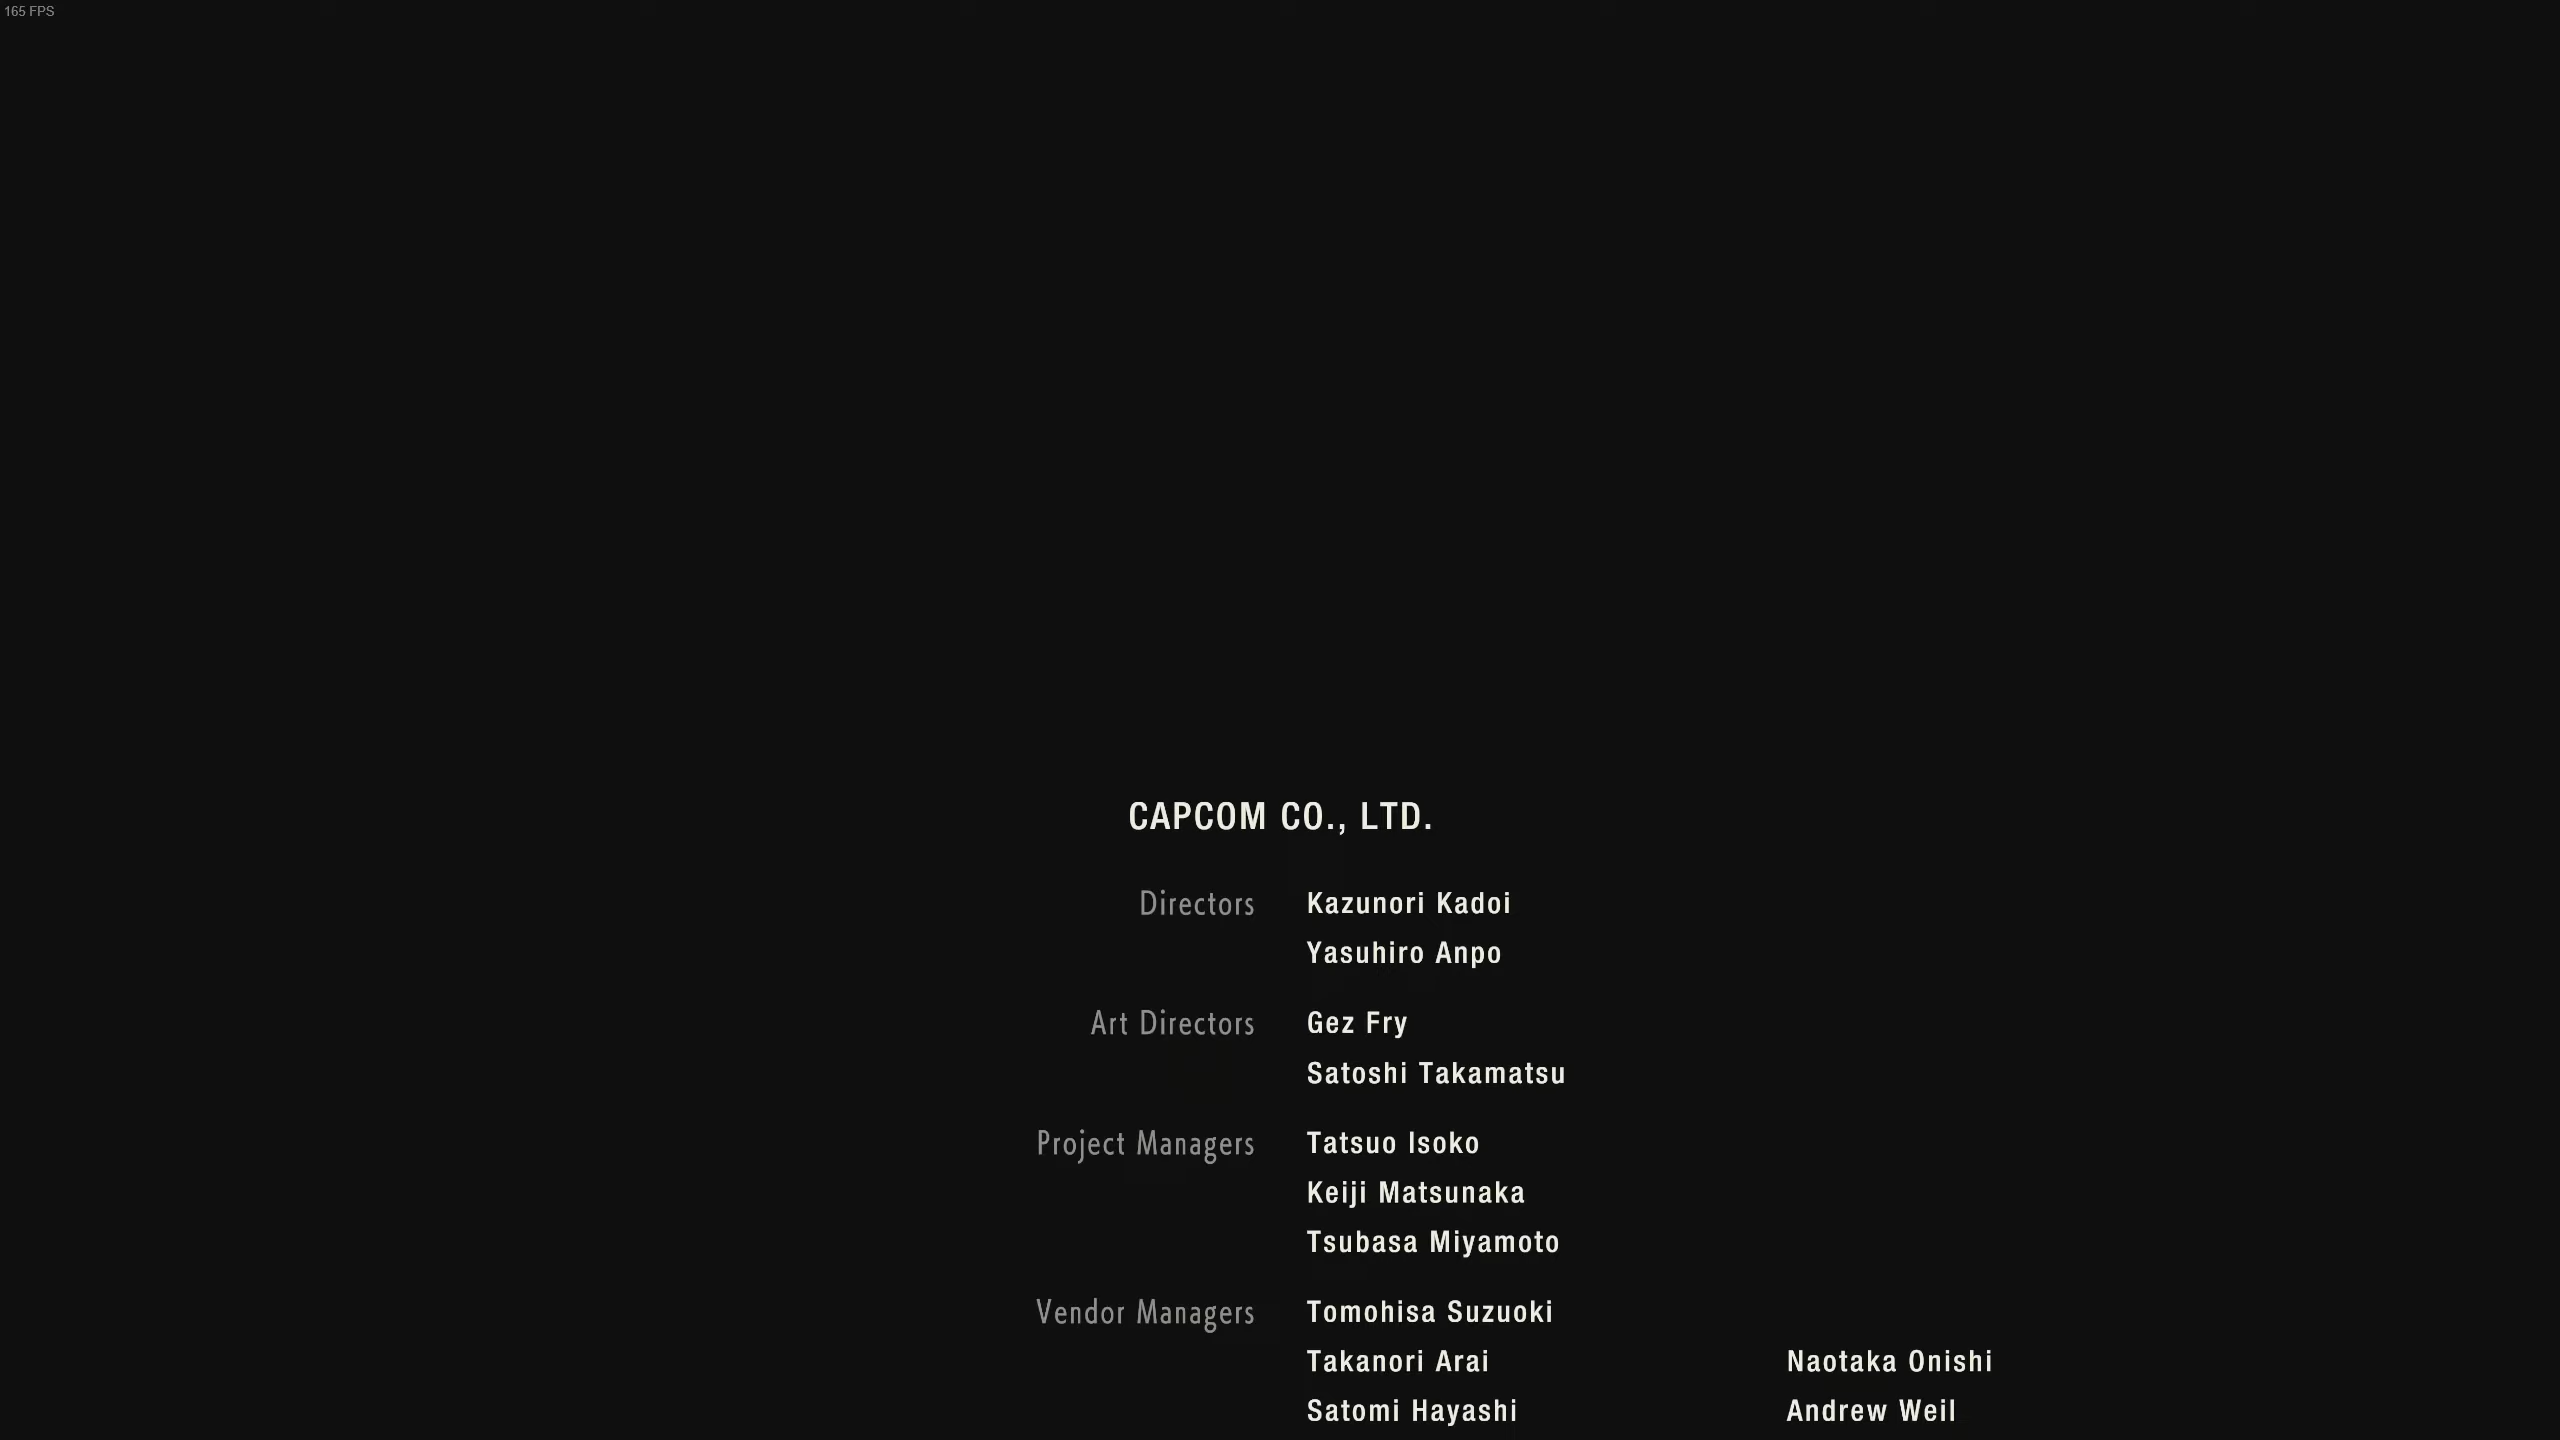 165 FPS
CAPCOM CO., LTD.
Directors Kazunori Kadoi
Yasuhiro Anpo
Art Directors Gez Fry
Satoshi Takamatsu
Project Managers Tatsuo Isoko
Keiji Matsunaka
Tsubasa Miyamoto
Vendor Managers Tomohisa Suzuoki
Takanori Arai Naotaka Onishi
Satomi Hayashi Andrew Weil